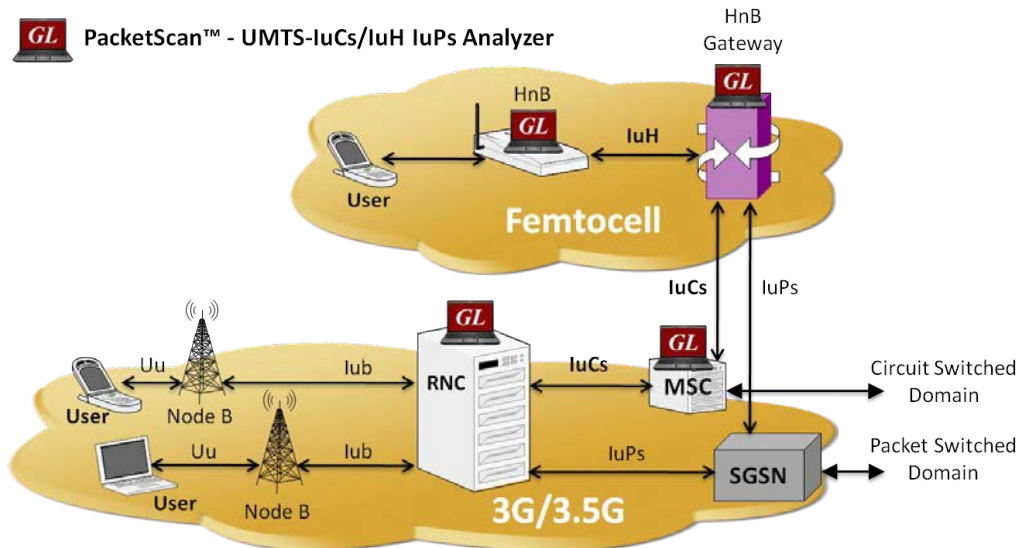 GL PacketScan™ - UMTS-IuCs/IuH IuPs Analyzer
HnB
Gateway
GL
HnB
GL
IuH
User
Femtocell
IuCs
IuPs
GL
GL
Uu
Iub
RNC
IuCs
MSC
Circuit Switched
Domain
User
Node B
Uu
Iub
IuPs
SGSN
Packet Switched
Domain
User
Node B
3G/3.5G